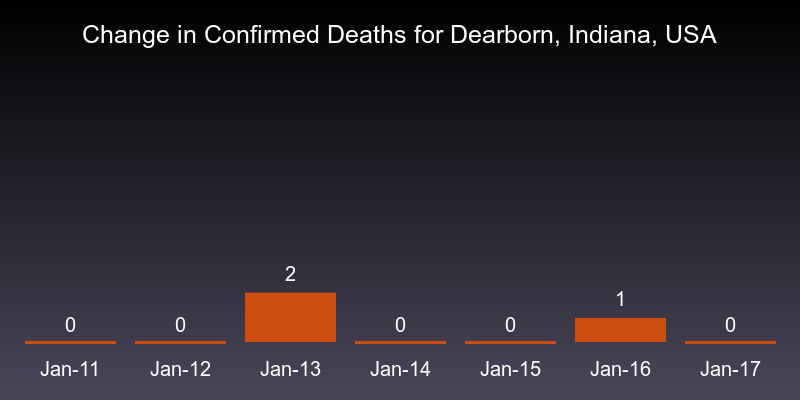 Change in Confirmed Deaths for Dearborn, Indiana, USA
0 0 2 0 0 1 0
Jan-11 Jan-12 Jan-13 Jan-14 Jan-15 Jan-16 Jan-17